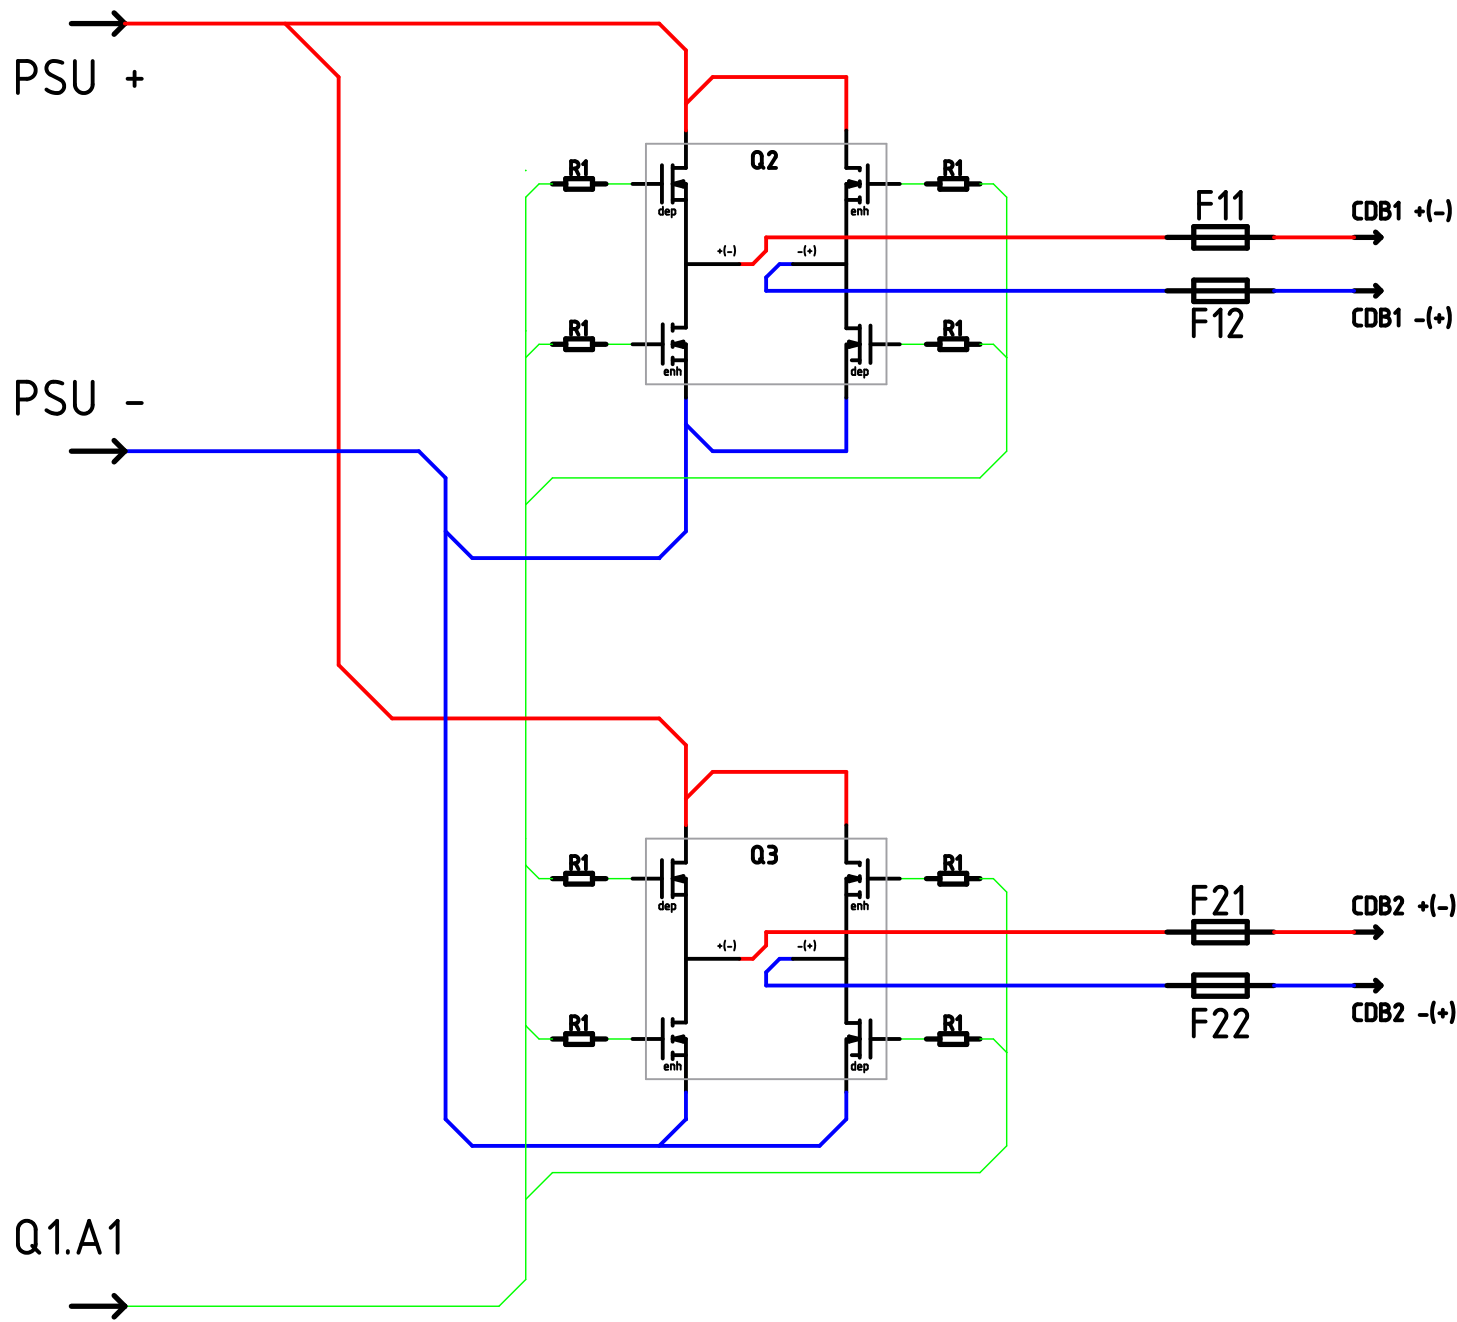 PSU +
Q2
R1
R1
dep
enh
F11
CDB1 +(-)
+(-)
-(+)
R1
R1
F12
CDB1 -(+)
enh
dep
PSU -
Q3
R1
R1
dep
enh
F21
CDB2 +(-)
+(-)
-(+)
R1
R1
F22
CDB2 -(+)
enh
dep
Q1.A1